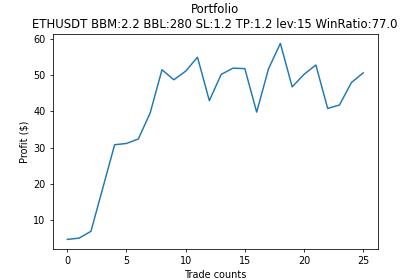 Portfolio
ETHUSDT BBM:2.2 BBL:280 SL:1.2 TP:1.2 lev:15 WinRatio:77.0
60
50
40
30
20
10
Profit ($)
0 5 10 15 20 25
Trade counts